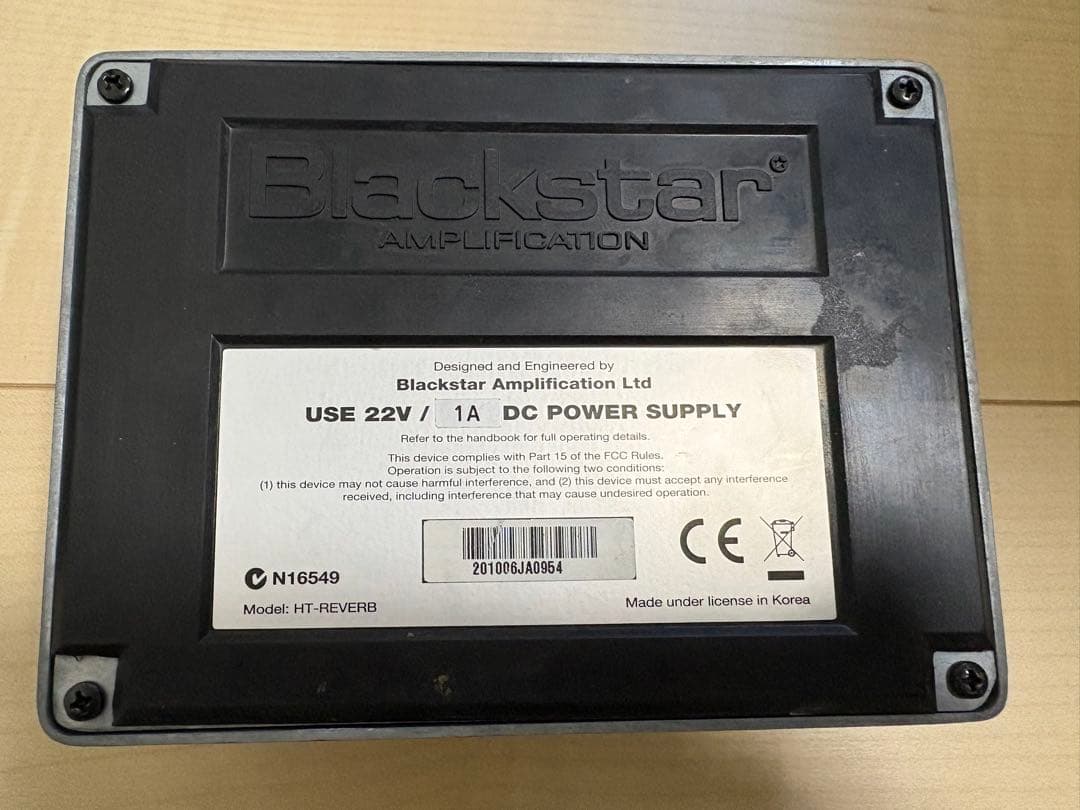 Blackstar
AMPLIFICATION
Designed and Engineered by
Blackstar Amplification Ltd
USE 22V / 1A DC POWER SUPPLY
Refer to the handbook for full operating details.
This device complies with Part 15 of the FCC Rules.
Operation is subject to the following two conditions:
(1) this device may not cause harmful interference, and (2) this device must accept any interference
received, including interference that may cause undesired operation.
201006JA0954
CE
N16549
Model: HT-REVERB
Made under license in Korea